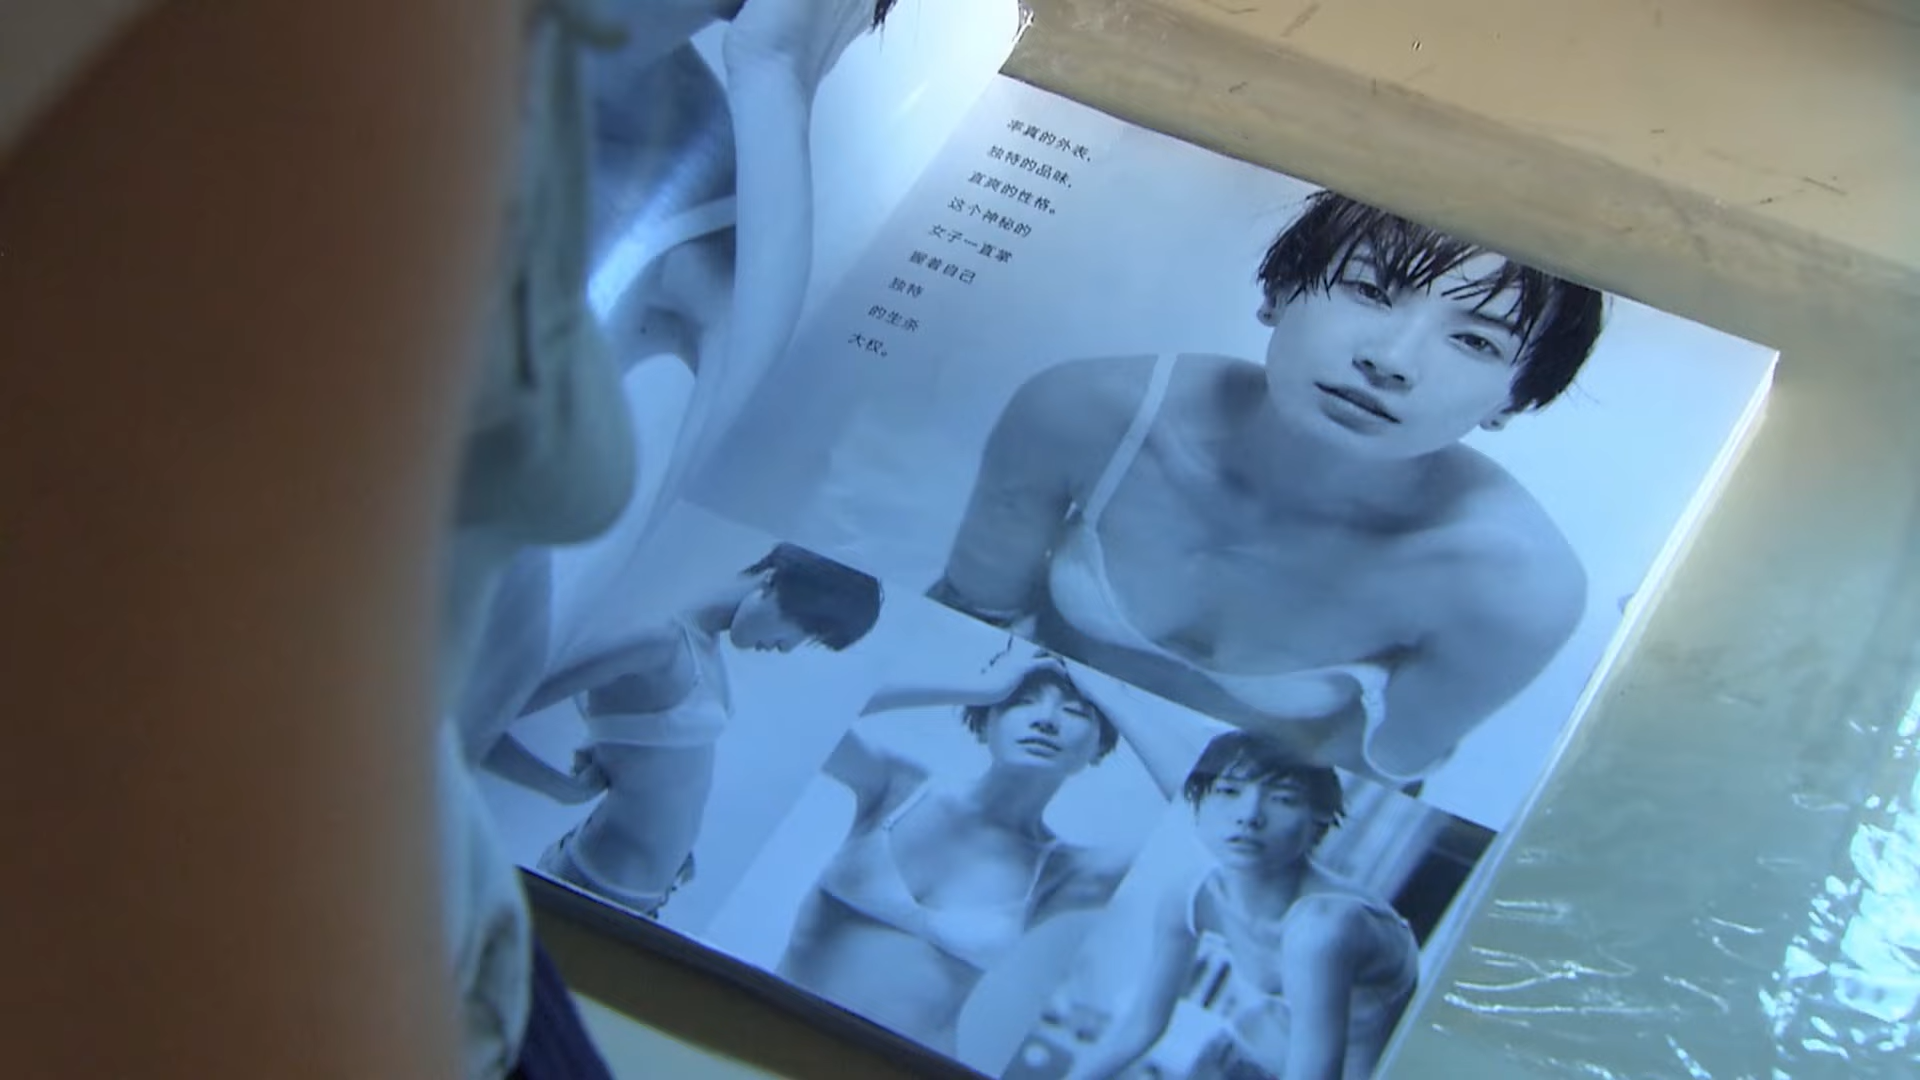 率真的外表,
独特的品味,
直爽的性格。
这个神秘的
女子一直掌
握着自己
独特
的生杀
大权。